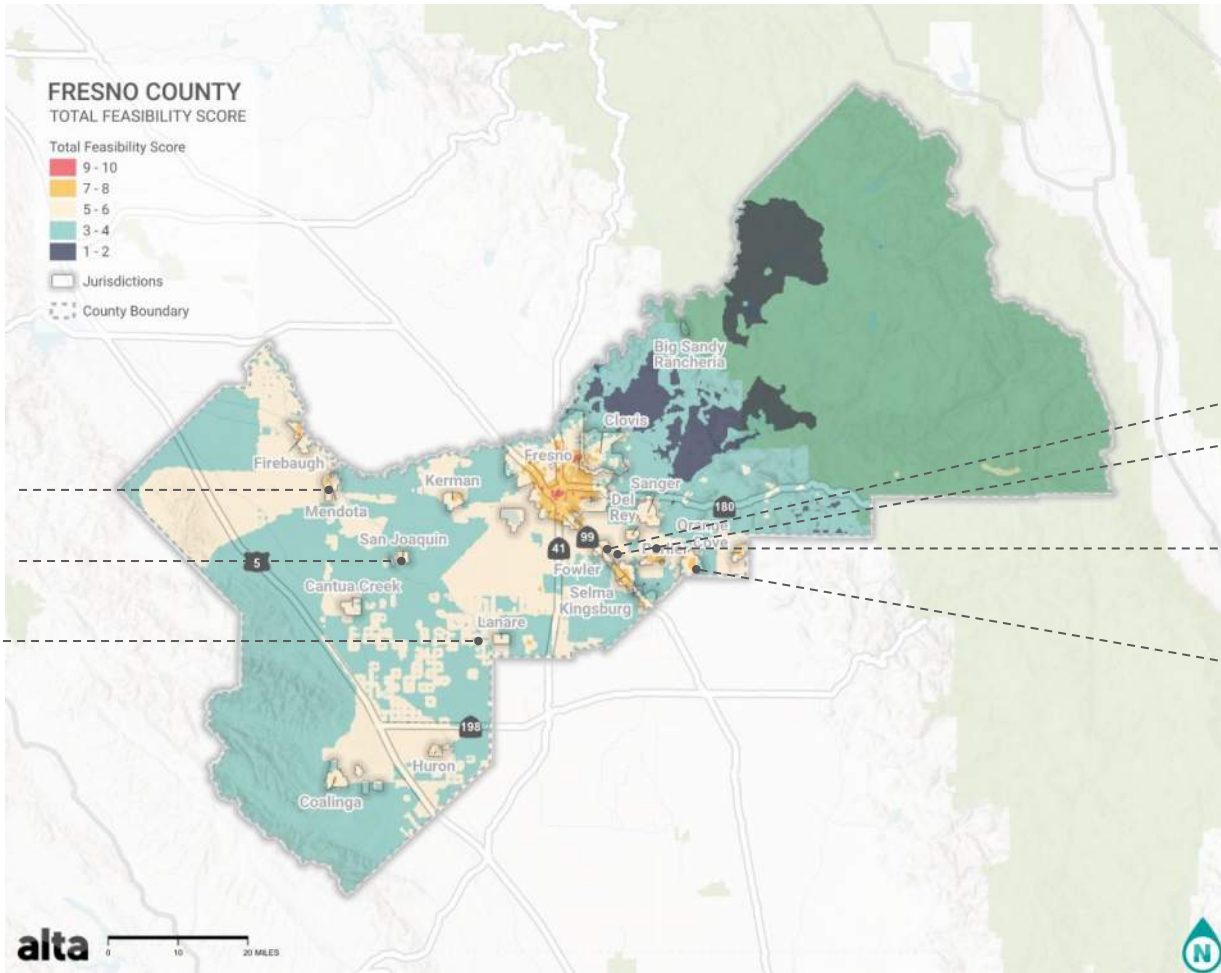 FRESNO COUNTY
TOTAL FEASIBILITY SCORE
Total Feasibility Score
9 - 10
7 - 8
5 - 6
3 - 4
1 - 2
Jurisdictions
County Boundary
Big Sandy
Rancheria
Clovis
Fresno
Firebaugh
Kerman
Sanger
Mendota
Del
Rey
180
Orange
Cove
San Joaquin
99
41
5
Fowler
Cantua Creek
Selma
Kingsburg
Lanare
198
Huron
Coalinga
alta
0 10 20 MILES
N